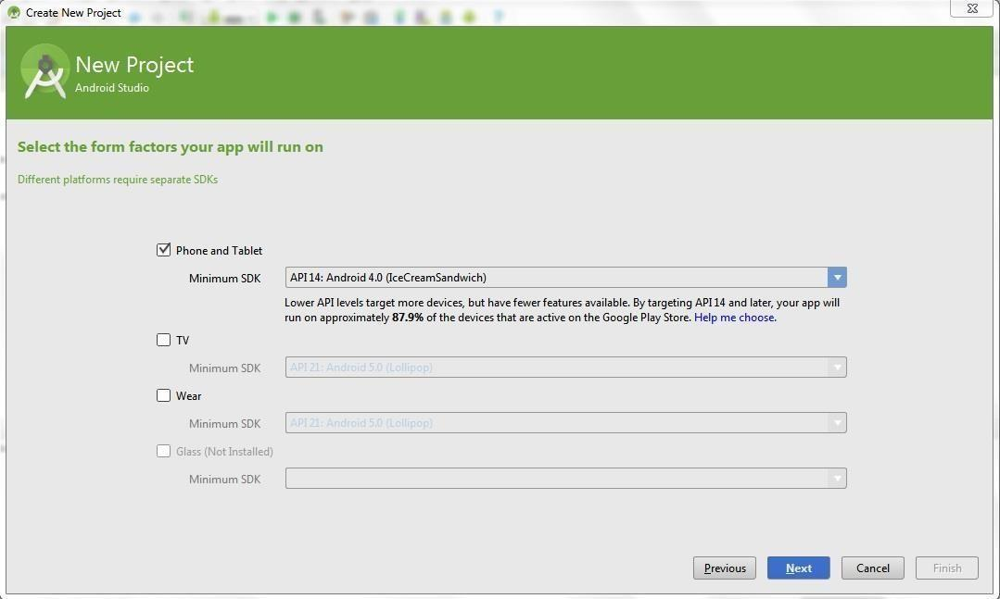 Create New Project
New Project
Android Studio
Select the form factors your app will run on
Different platforms require separate SDKs
Phone and Tablet
Minimum SDK API 14: Android 4.0 (IceCreamSandwich)
Lower API levels target more devices, but have fewer features available. By targeting API 14 and later, your app will
run on approximately 87.9% of the devices that are active on the Google Play Store. Help me choose.
TV
Minimum SDK API 21: Android 5.0 (Lollipop)
Wear
Minimum SDK API 21: Android 5.0 (Lollipop)
Glass (Not Installed)
Minimum SDK
Previous Next Cancel Finish